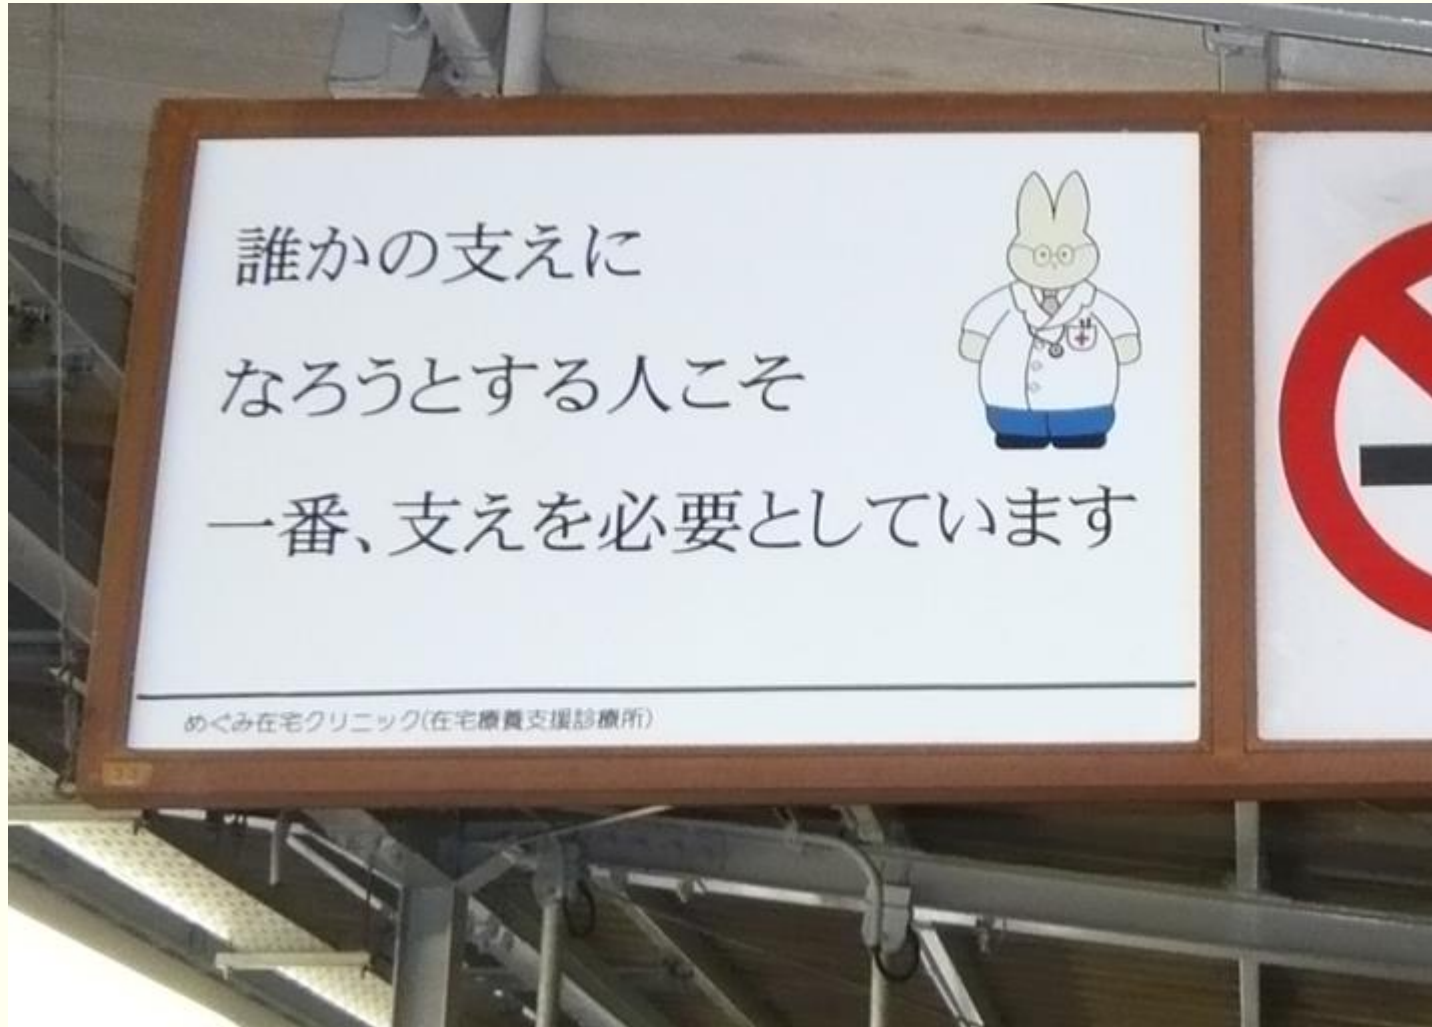 誰かの支えに
なろうとする人こそ
一番、支えを必要としています
めぐみ在宅クリニック(在宅療養支援診療所)
33